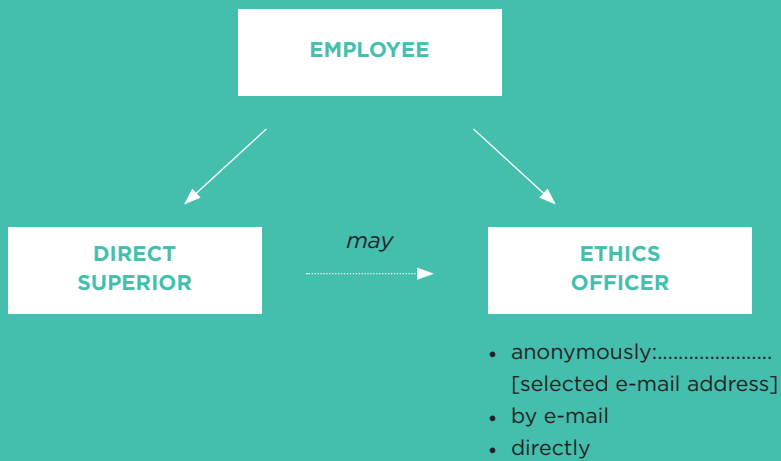 EMPLOYEE
DIRECT
SUPERIOR
may
ETHICS
OFFICER
• anonymously:......................
[selected e-mail address]
• by e-mail
• directly